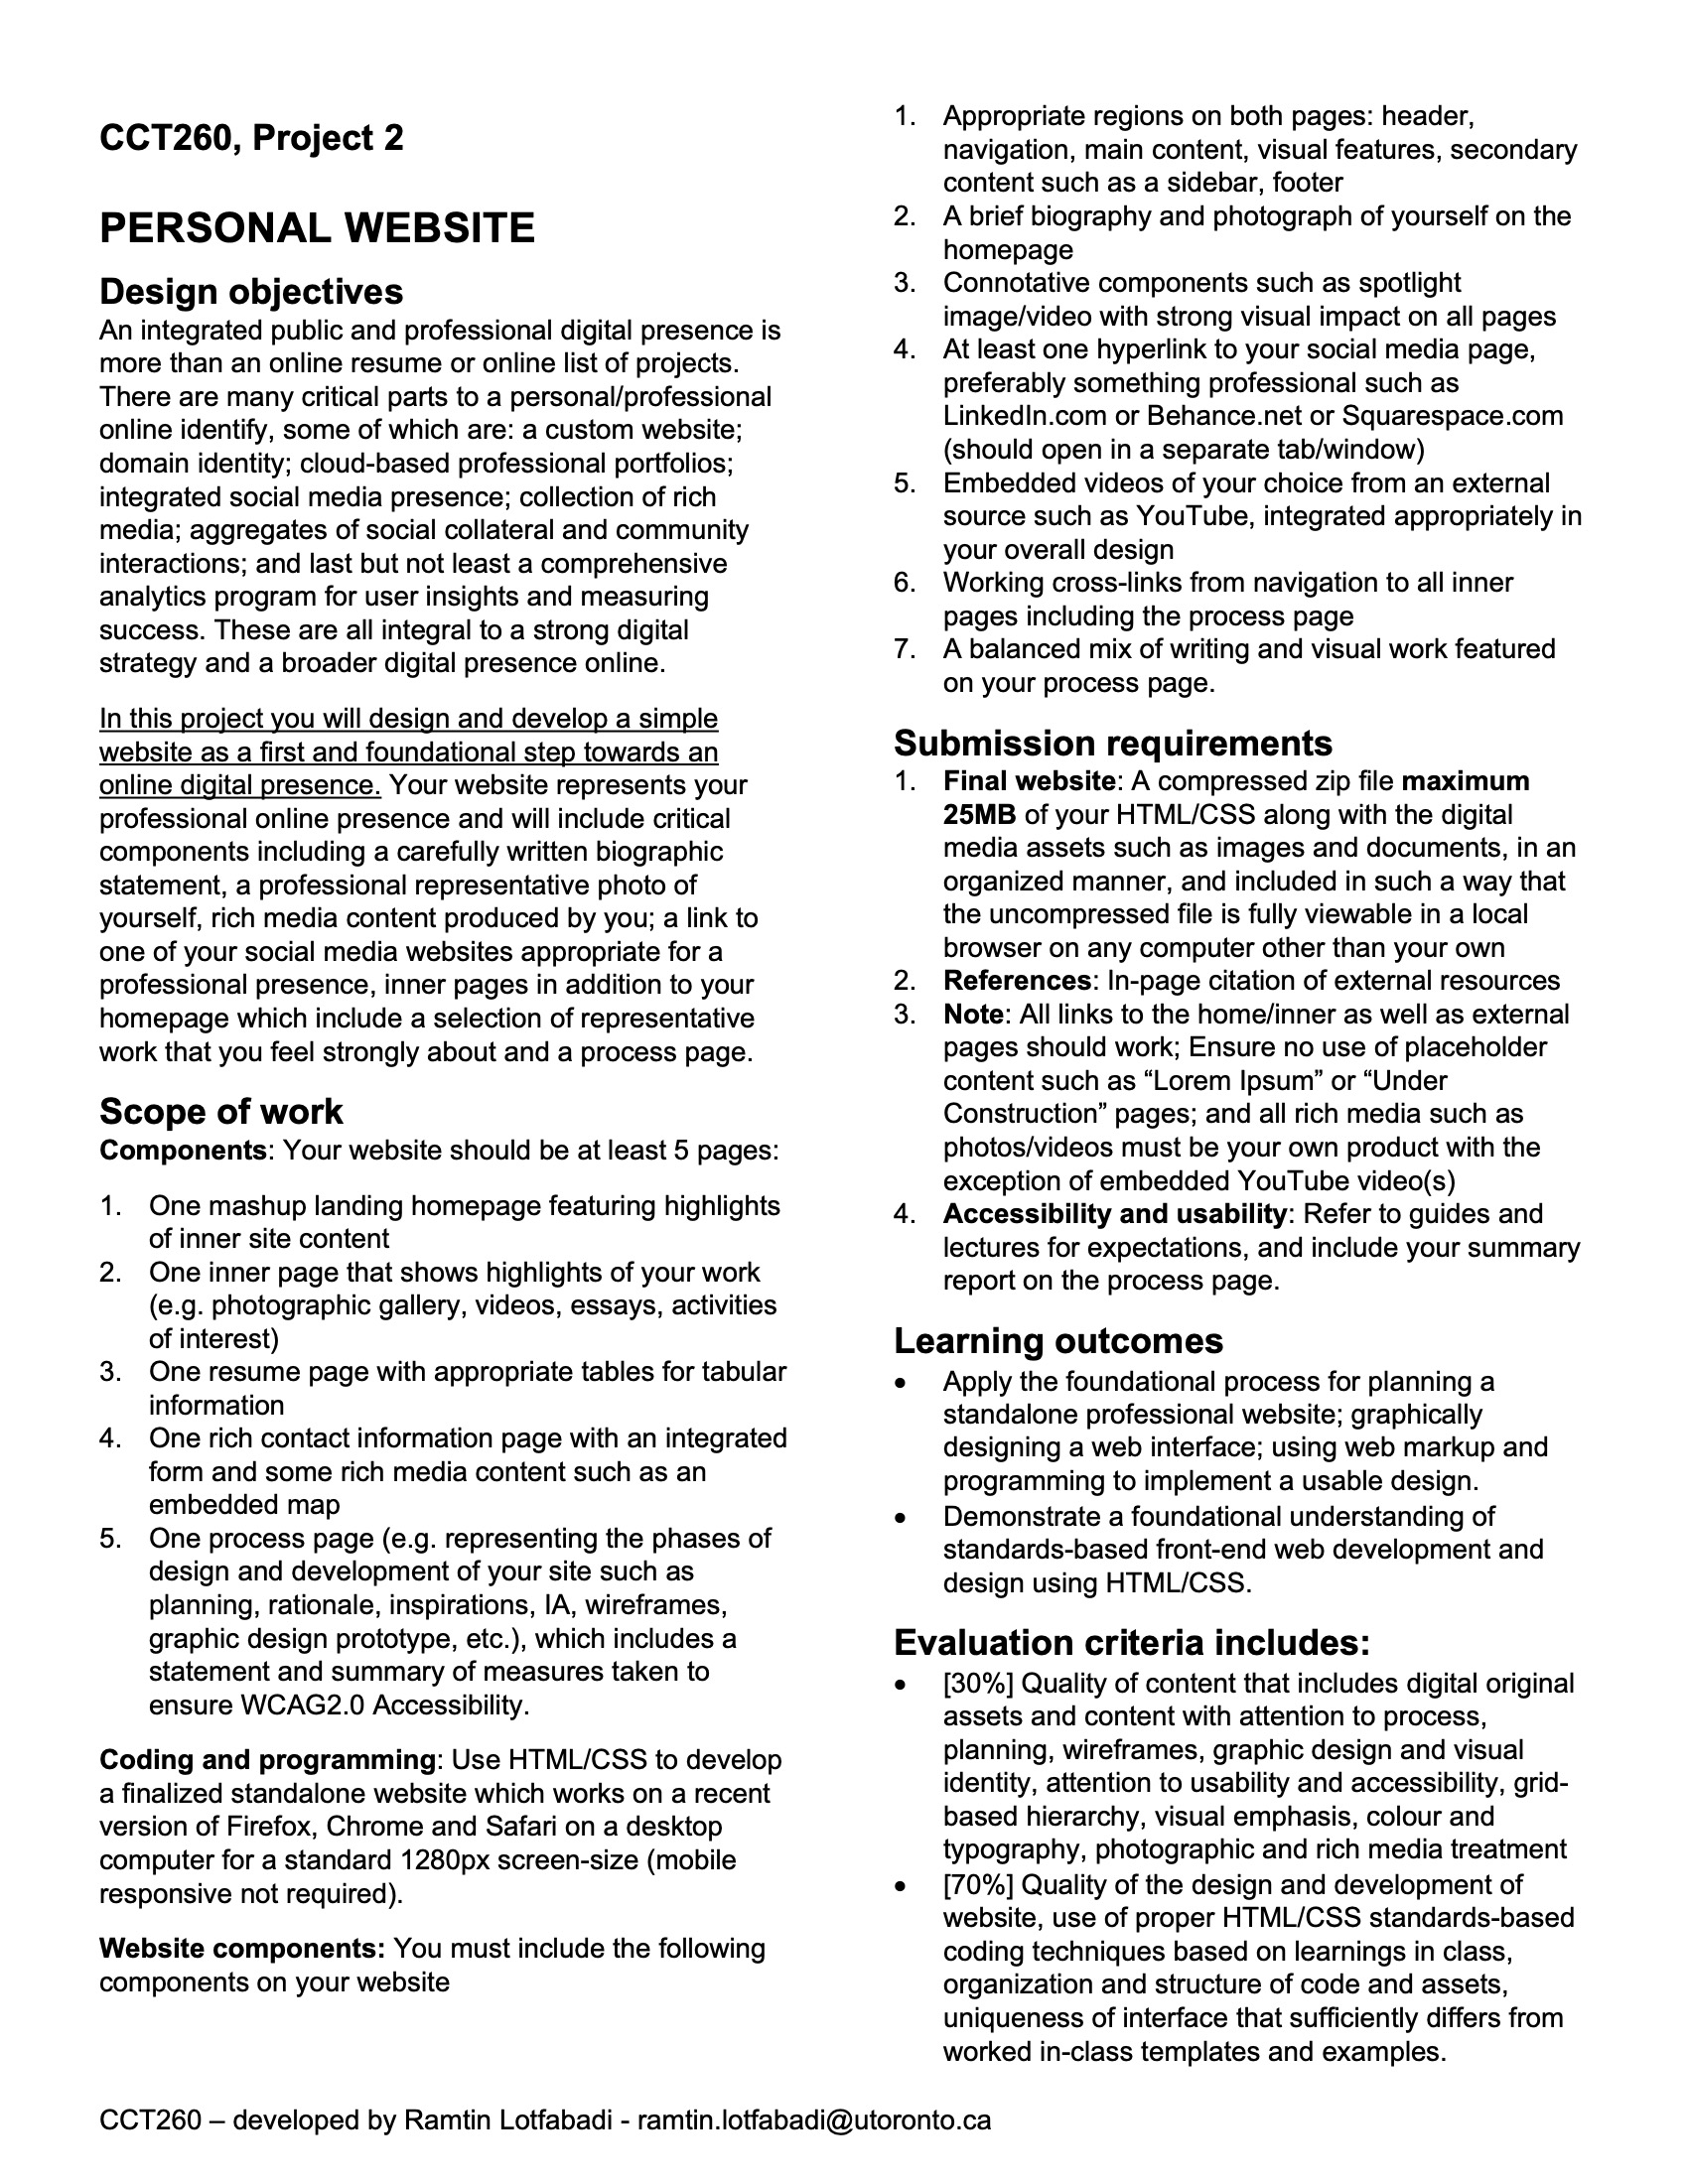 CCT260, Project 2
PERSONAL WEBSITE
Design objectives
An integrated public and professional digital presence is
more than an online resume or online list of projects.
There are many critical parts to a personal/professional
online identify, some of which are: a custom website;
domain identity; cloud-based professional portfolios;
integrated social media presence; collection of rich
media; aggregates of social collateral and community
interactions; and last but not least a comprehensive
analytics program for user insights and measuring
success. These are all integral to a strong digital
strategy and a broader digital presence online.
In this project you will design and develop a simple
website as a first and foundational step towards an
online digital presence. Your website represents your
professional online presence and will include critical
components including a carefully written biographic
statement, a professional representative photo of
yourself, rich media content produced by you; a link to
one of your social media websites appropriate for a
professional presence, inner pages in addition to your
homepage which include a selection of representative
work that you feel strongly about and a process page.
Scope of work
Components: Your website should be at least 5 pages:
1. One mashup landing homepage featuring highlights
of inner site content
2. One inner page that shows highlights of your work
(e.g. photographic gallery, videos, essays, activities
of interest)
3. One resume page with appropriate tables for tabular
information
4. One rich contact information page with an integrated
form and some rich media content such as an
embedded map
5. One process page (e.g. representing the phases of
design and development of your site such as
planning, rationale, inspirations, IA, wireframes,
graphic design prototype, etc.), which includes a
statement and summary of measures taken to
ensure WCAG2.0 Accessibility.
Coding and programming: Use HTML/CSS to develop
a finalized standalone website which works on a recent
version of Firefox, Chrome and Safari on a desktop
computer for a standard 1280px screen-size (mobile
responsive not required).
Website components: You must include the following
components on your website
1. Appropriate regions on both pages: header,
navigation, main content, visual features, secondary
content such as a sidebar, footer
2. A brief biography and photograph of yourself on the
homepage
3. Connotative components such as spotlight
image/video with strong visual impact on all pages
4. At least one hyperlink to your social media page,
preferably something professional such as
LinkedIn.com or Behance.net or Squarespace.com
(should open in a separate tab/window)
5. Embedded videos of your choice from an external
source such as YouTube, integrated appropriately in
your overall design
6. Working cross-links from navigation to all inner
pages including the process page
7. A balanced mix of writing and visual work featured
on your process page.
Submission requirements
1. Final website: A compressed zip file maximum
25MB of your HTML/CSS along with the digital
media assets such as images and documents, in an
organized manner, and included in such a way that
the uncompressed file is fully viewable in a local
browser on any computer other than your own
2. References: In-page citation of external resources
3. Note: All links to the home/inner as well as external
pages should work; Ensure no use of placeholder
content such as “Lorem Ipsum” or “Under
Construction” pages; and all rich media such as
photos/videos must be your own product with the
exception of embedded YouTube video(s)
4. Accessibility and usability: Refer to guides and
lectures for expectations, and include your summary
report on the process page.
Learning outcomes
• Apply the foundational process for planning a
standalone professional website; graphically
designing a web interface; using web markup and
programming to implement a usable design.
• Demonstrate a foundational understanding of
standards-based front-end web development and
design using HTML/CSS.
Evaluation criteria includes:
• [30%] Quality of content that includes digital original
assets and content with attention to process,
planning, wireframes, graphic design and visual
identity, attention to usability and accessibility, grid-
based hierarchy, visual emphasis, colour and
typography, photographic and rich media treatment
• [70%] Quality of the design and development of
website, use of proper HTML/CSS standards-based
coding techniques based on learnings in class,
organization and structure of code and assets,
uniqueness of interface that sufficiently differs from
worked in-class templates and examples.
CCT260 – developed by Ramtin Lotfabadi - ramtin.lotfabadi@utoronto.ca